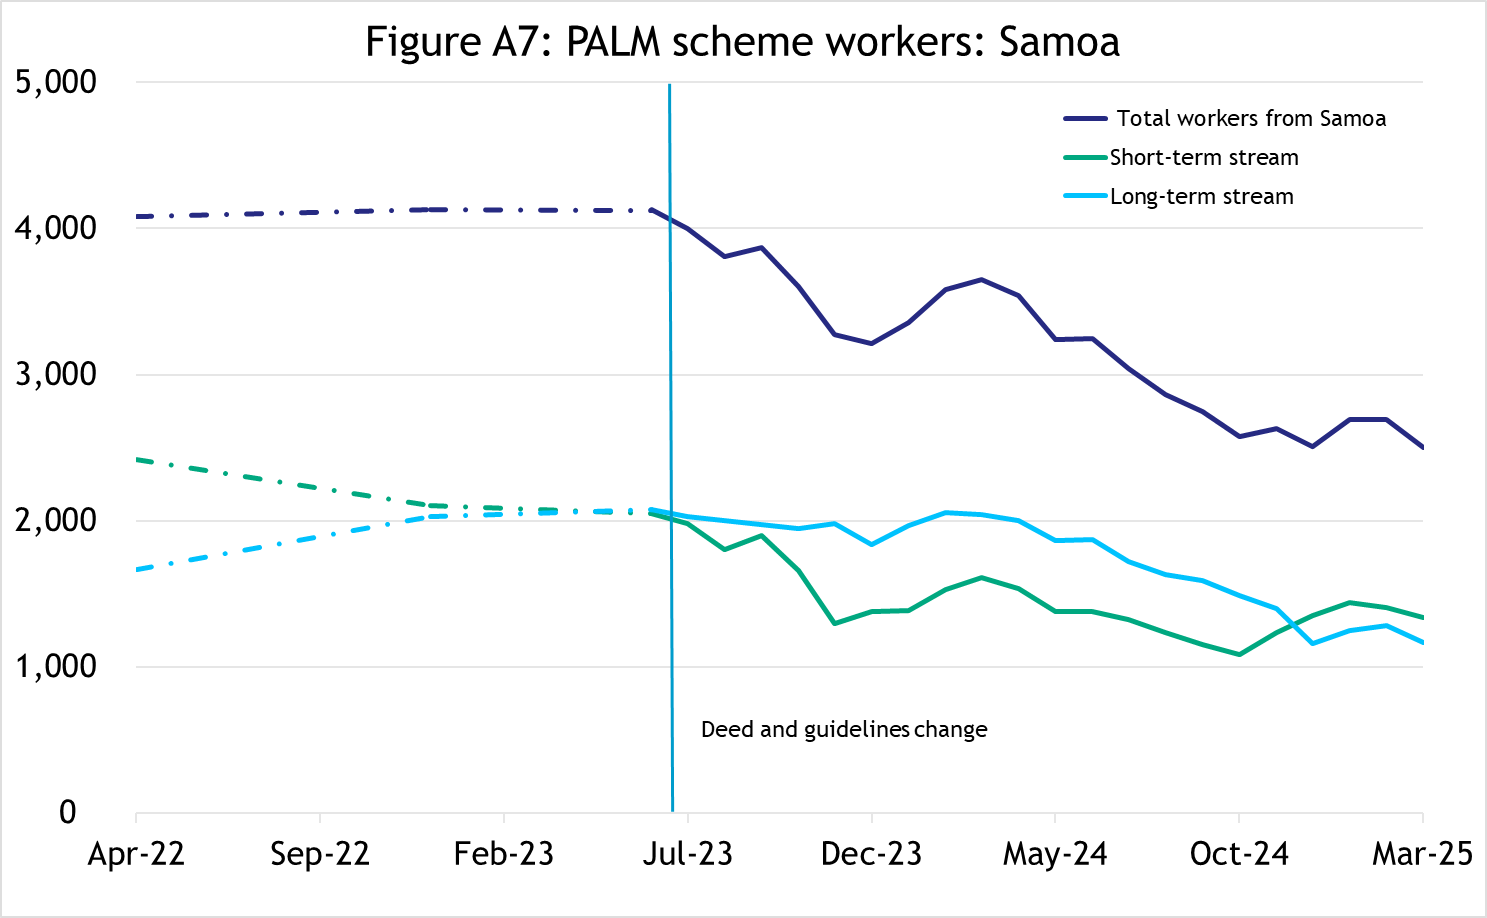 Figure A7: PALM scheme workers: Samoa
5,000
4,000
3,000
2,000
1,000
0
Total workers from Samoa
Short-term stream
Long-term stream
Deed and guidelines change
Apr-22 Sep-22 Feb-23 Jul-23 Dec-23 May-24 Oct-24 Mar-25